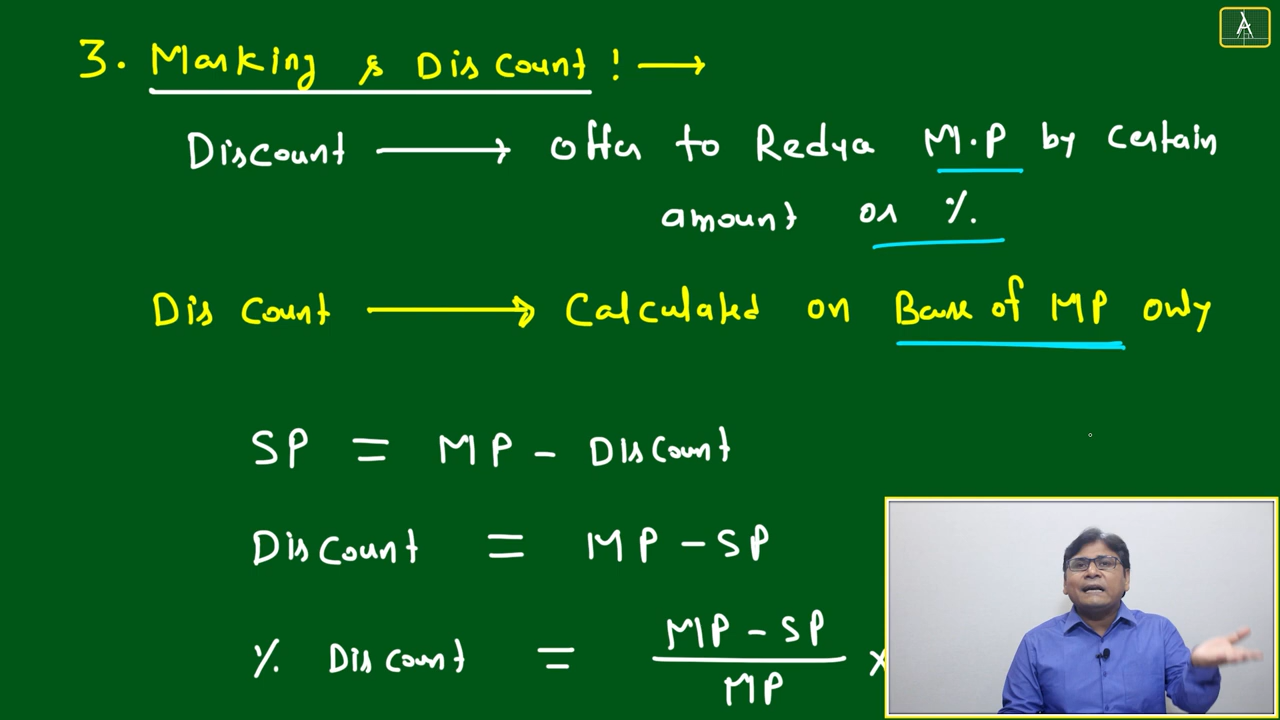 3. Marking & Discount! →
Discount → offer to Reduce M.P by certain
amount or %.
Discount → Calculated on Base of MP only
SP = MP - Discount
Discount = MP - SP
% Discount = MP - SP
MP
×